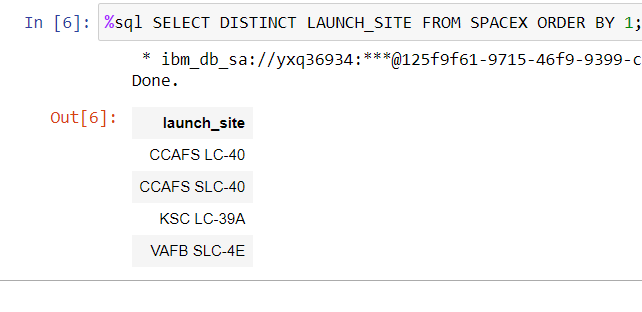 In [6]: %sql SELECT DISTINCT LAUNCH_SITE FROM SPACEX ORDER BY 1;
* ibm_db_sa://yxq36934:***@125f9f61-9715-46f9-9399-c
Done.
Out[6]:
launch_site
CCAFS LC-40
CCAFS SLC-40
KSC LC-39A
VAFB SLC-4E